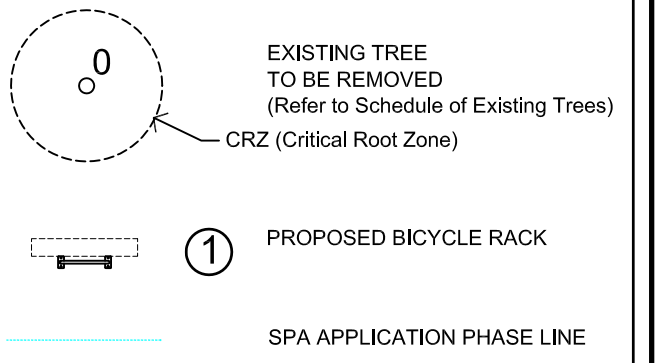 0
EXISTING TREE
TO BE REMOVED
(Refer to Schedule of Existing Trees)
CRZ (Critical Root Zone)
1 PROPOSED BICYCLE RACK
SPA APPLICATION PHASE LINE